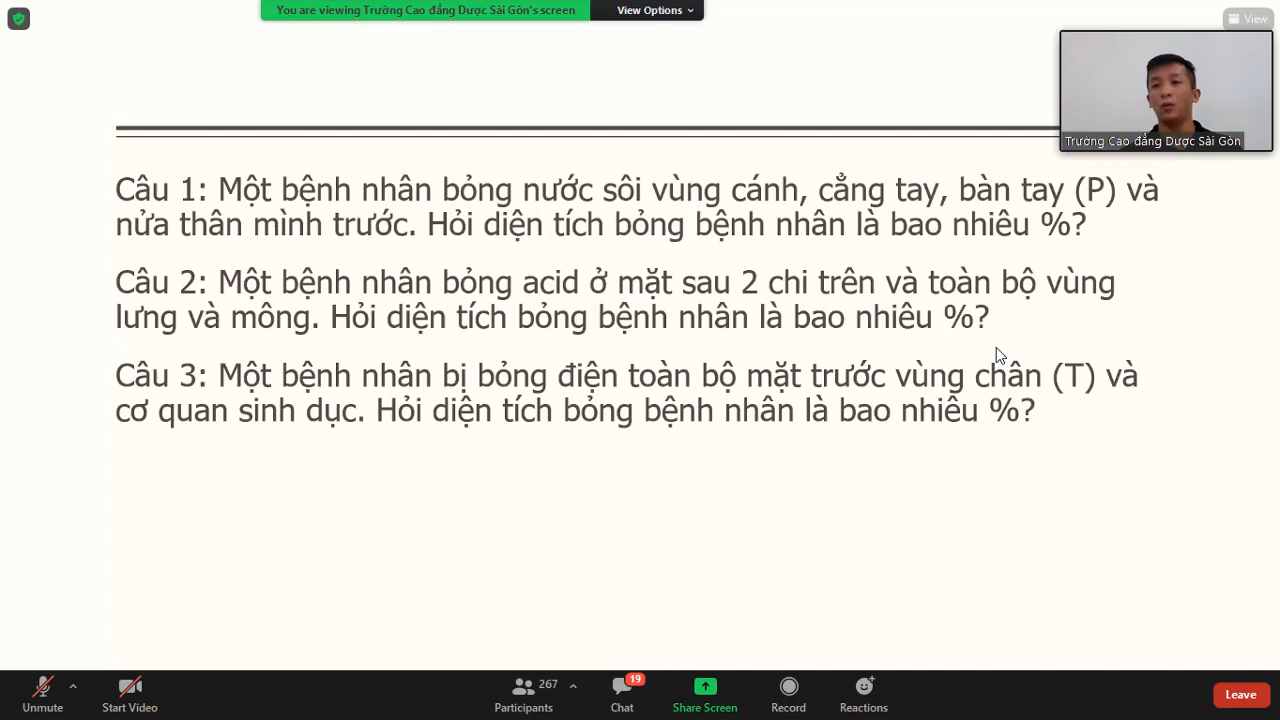 You are viewing Trường Cao đẳng Dược Sài Gòn's screen
View Options
View
Trường Cao đẳng Dược Sài Gòn
Câu 1: Một bệnh nhân bỏng nước sôi vùng cánh, cẳng tay, bàn tay (P) và
nửa thân mình trước. Hỏi diện tích bỏng bệnh nhân là bao nhiêu %?
Câu 2: Một bệnh nhân bỏng acid ở mặt sau 2 chi trên và toàn bộ vùng
lưng và mông. Hỏi diện tích bỏng bệnh nhân là bao nhiêu %?
Câu 3: Một bệnh nhân bị bỏng điện toàn bộ mặt trước vùng chân (T) và
cơ quan sinh dục. Hỏi diện tích bỏng bệnh nhân là bao nhiêu %?
Unmute
Start Video
267
Participants
19
Chat
Share Screen
Record
Reactions
Leave